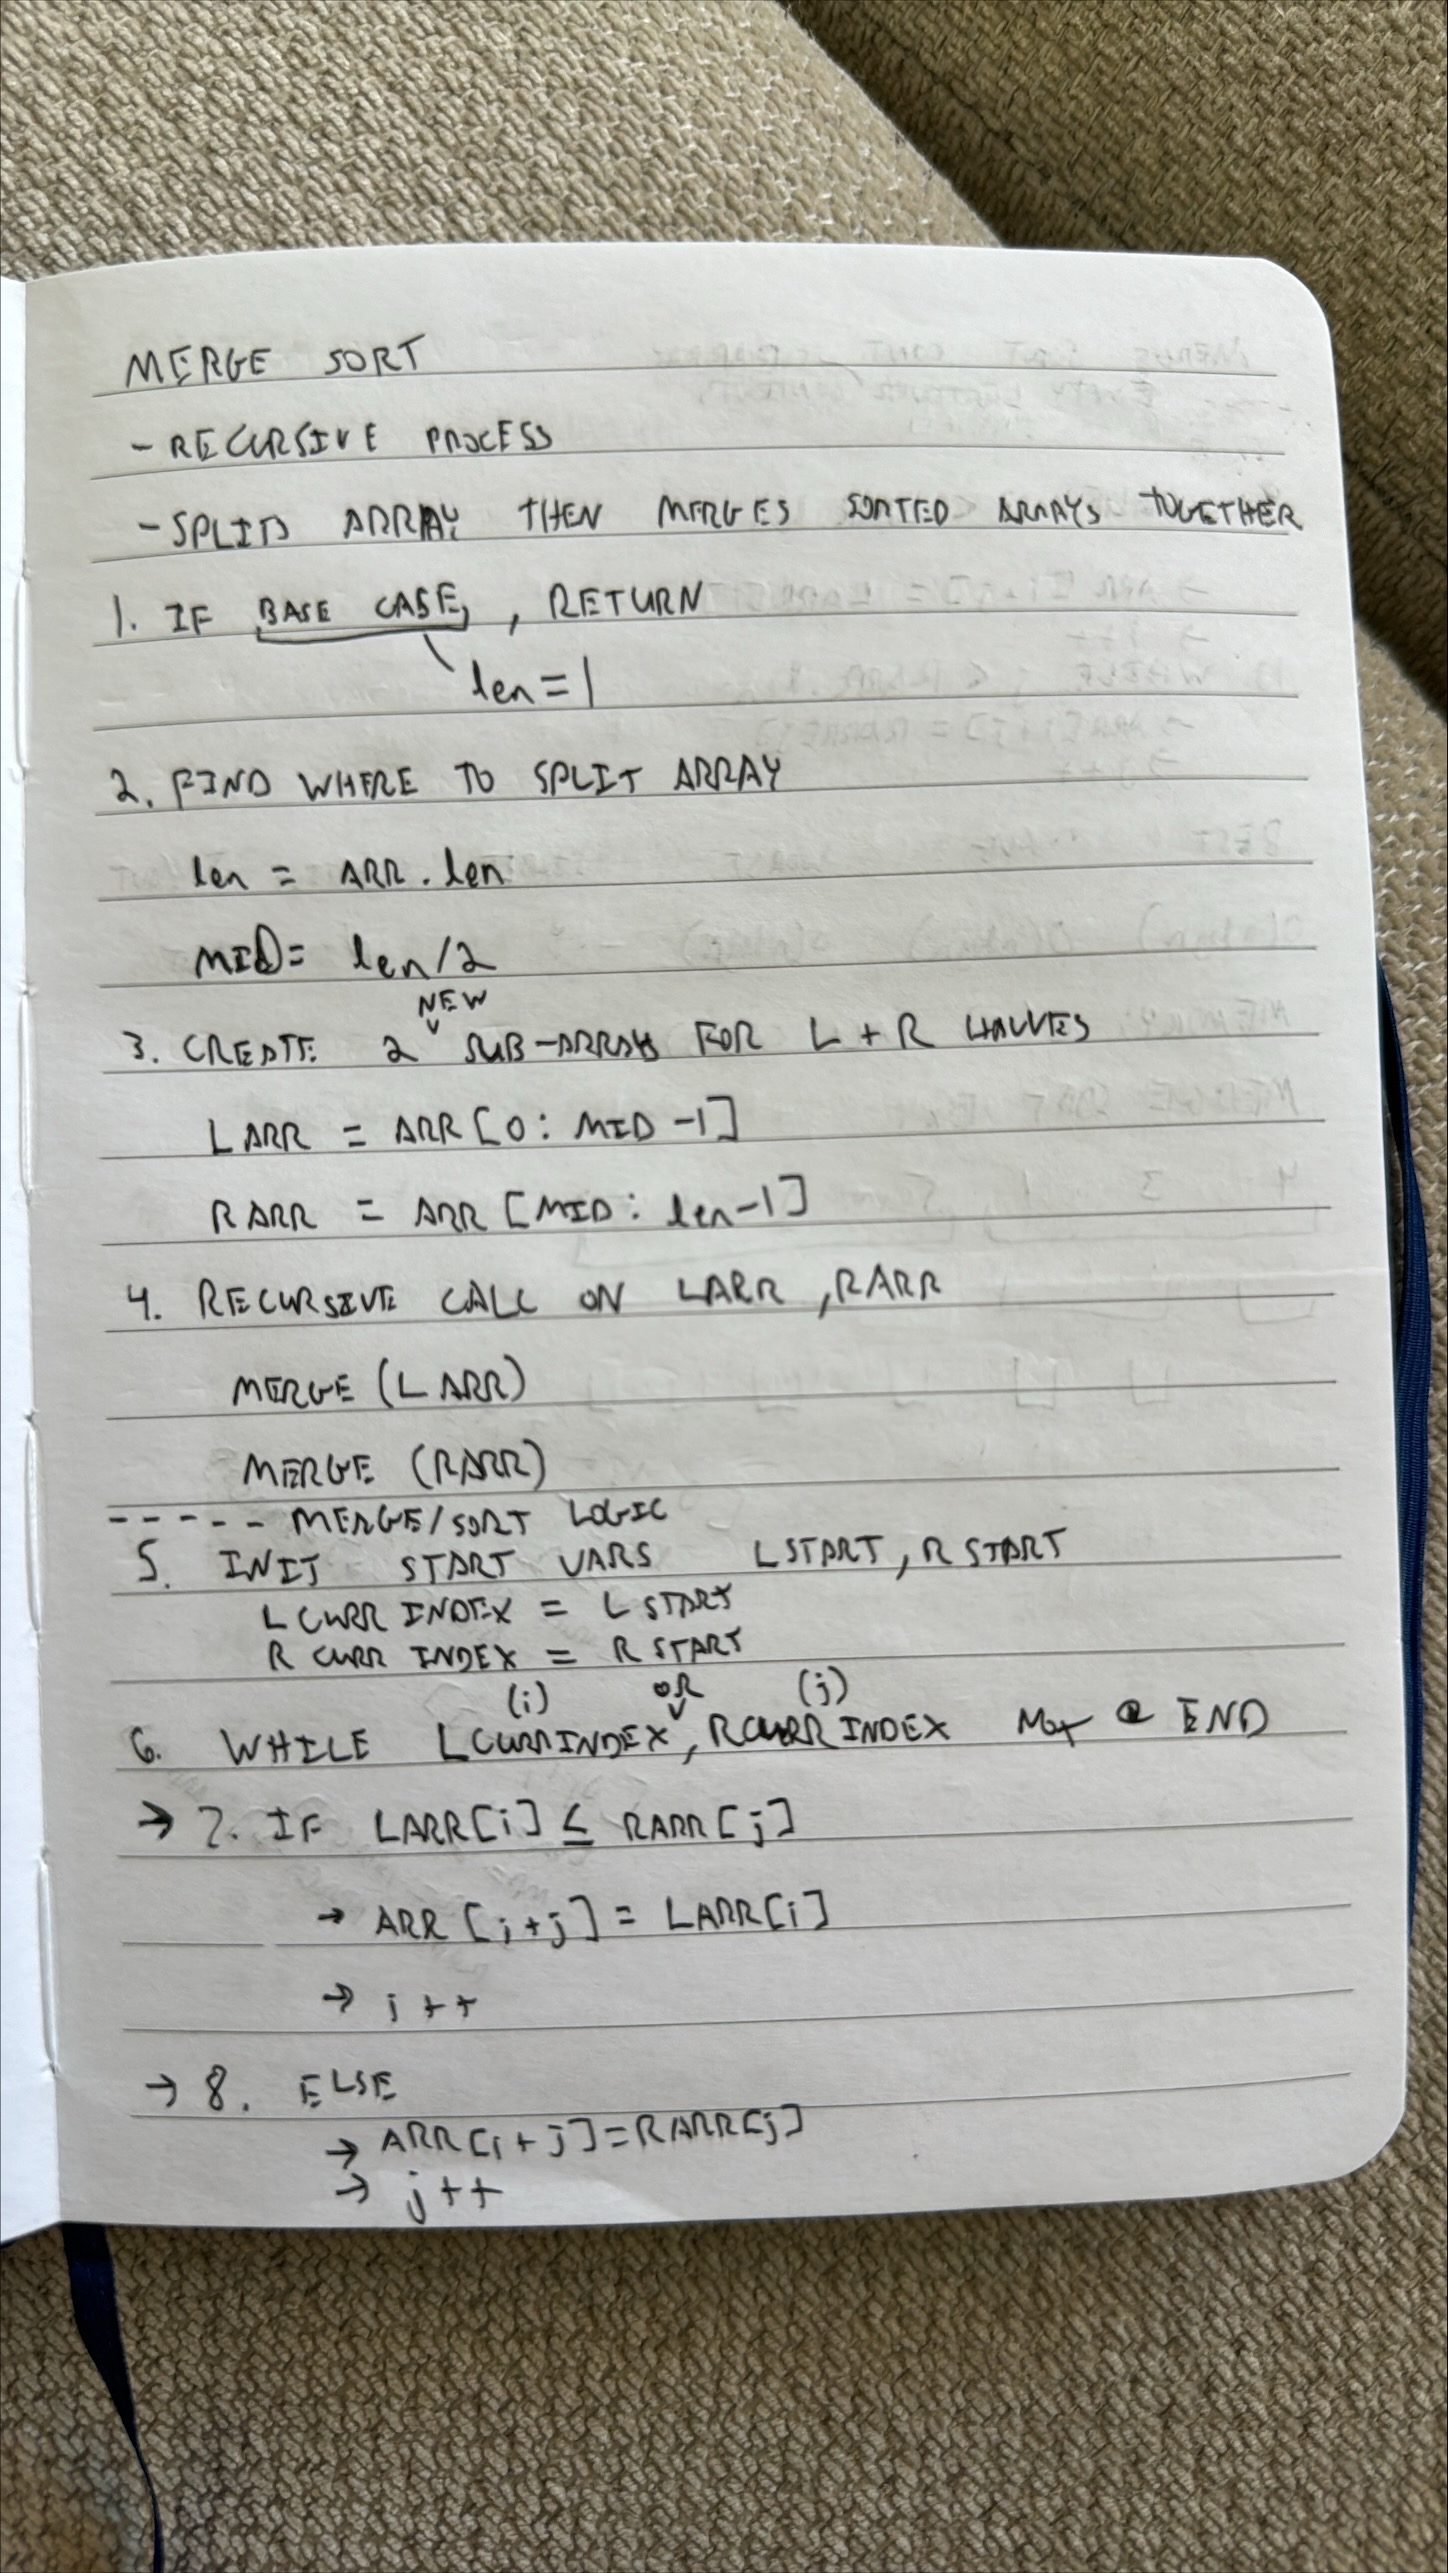 MERGE SORT
- RECURSIVE PROCESS
- SPLITS ARRAY THEN MERGES SORTED ARRAYS TOGETHER
1. IF BASE CASE, , RETURN
len = 1
2. FIND WHERE TO SPLIT ARRAY
len = ARR . len
MID = len/2
NEW
3. CREATE 2 SUB-ARRAYS FOR L + R HALVES
LARR = ARR [0: MID -1]
RARR = ARR [MID: len-1]
4. RECURSIVE CALL ON LARR , RARR
MERGE (LARR)
MERGE (RARR)
----- MERGE/SORT LOGIC
5. INIT START VARS LSTART, RSTART
L CURR INDEX = L START
R CURR INDEX = R START
(i) OR (j)
6. WHILE LCURRINDEX, RCURRINDEX NOT @ END
→ 7. IF LARR[i] ≤ RARR[j]
→ ARR [i+j] = LARR[i]
→ i ++
→ 8. ELSE
→ ARR[i+j]=RARR[j]
→ j++